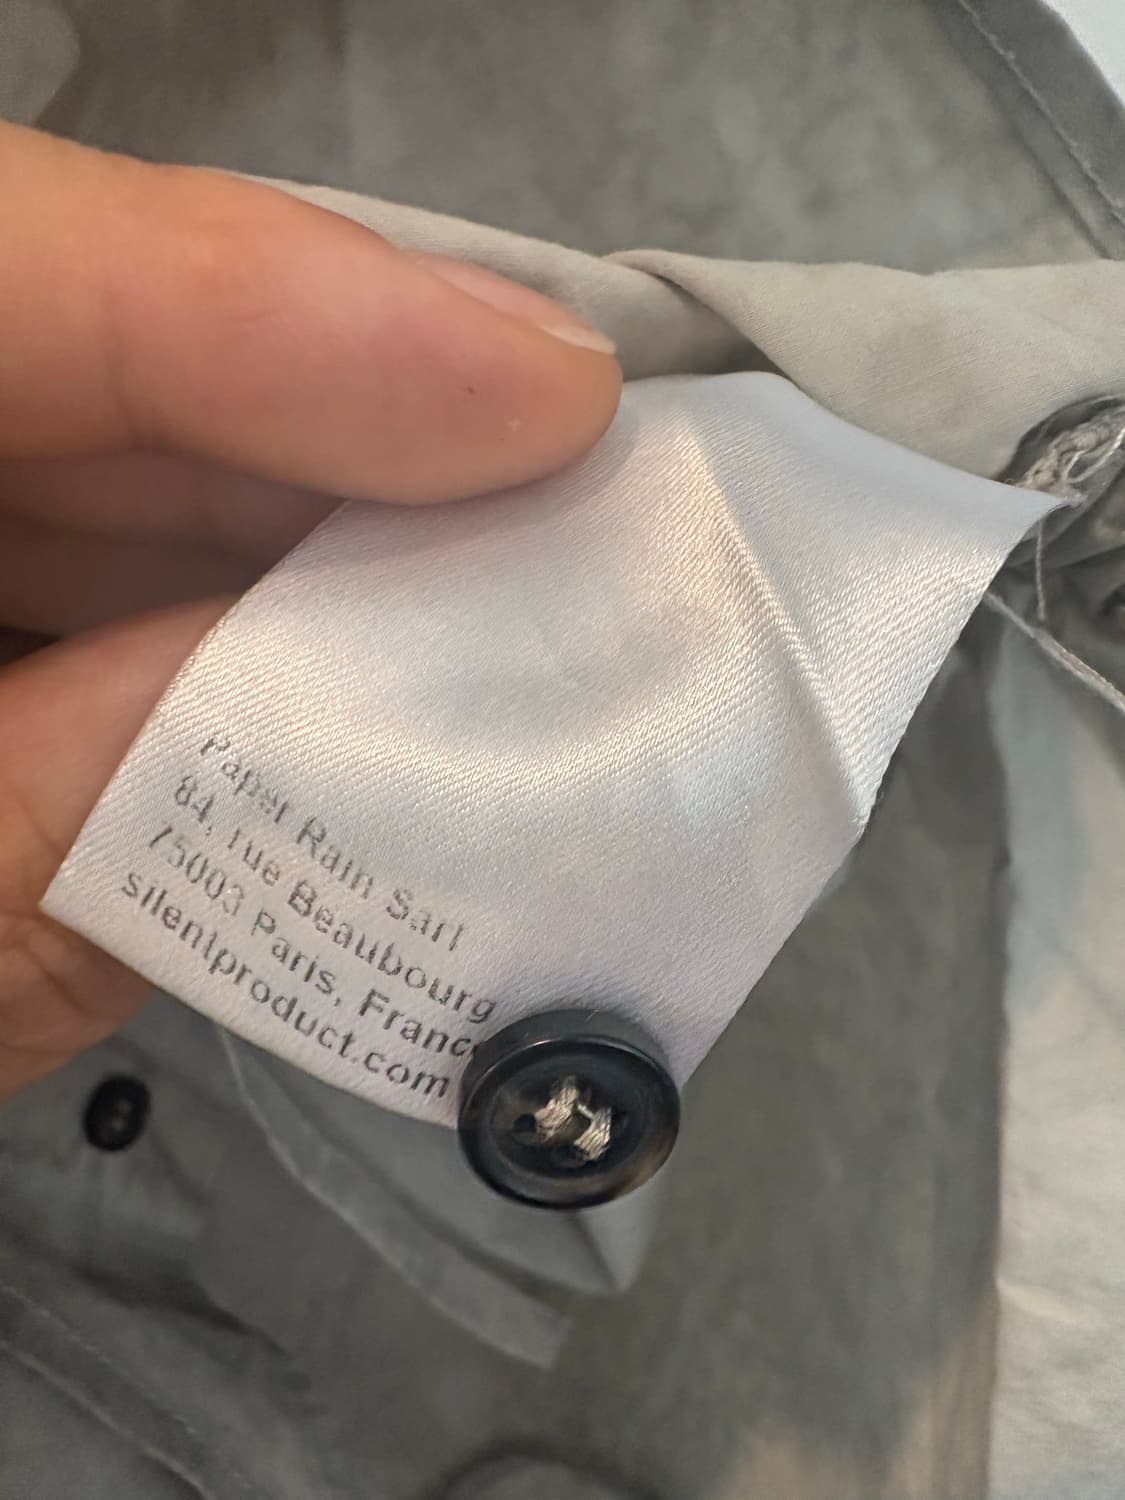 Paper Rain Sarl
84, rue Beaubourg
75003 Paris, France
silentproduct.com